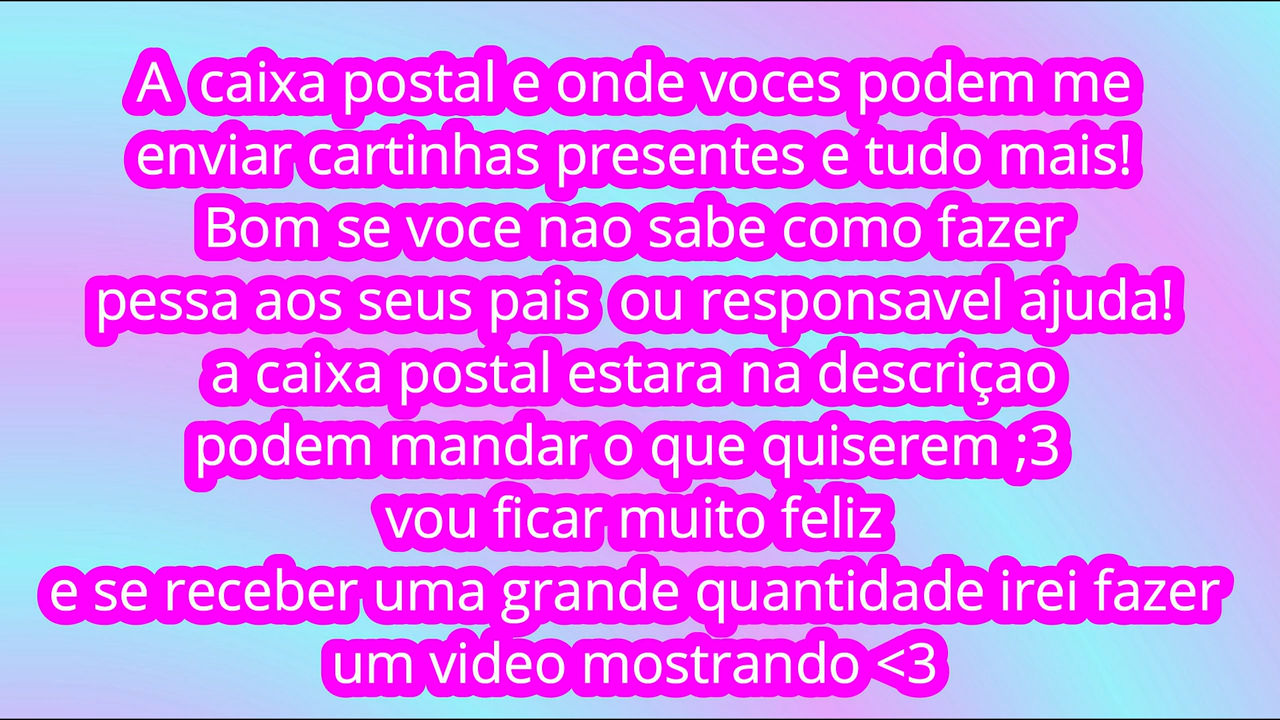 A caixa postal e onde voces podem me
enviar cartinhas presentes e tudo mais!
Bom se voce nao sabe como fazer
pessa aos seus pais ou responsavel ajuda!
a caixa postal estara na descriçao
podem mandar o que quiserem ;3
vou ficar muito feliz
e se receber uma grande quantidade irei fazer
um video mostrando <3